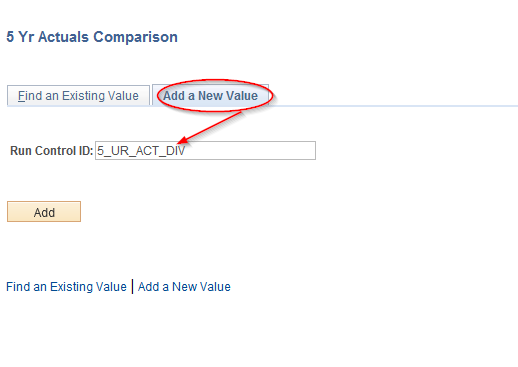 5 Yr Actuals Comparison
Find an Existing Value Add a New Value
Run Control ID: 5_UR_ACT_DIV
Add
Find an Existing Value | Add a New Value